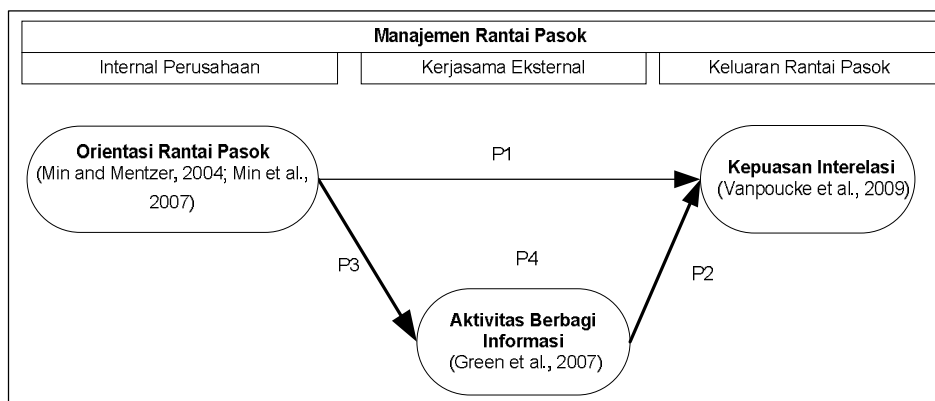 Manajemen Rantai Pasok
Internal Perusahaan
Kerjasama Eksternal
Keluaran Rantai Pasok
Orientasi Rantai Pasok
(Min and Mentzer, 2004; Min et al.,
2007)
P1
Kepuasan Interelasi
(Vanpoucke et al., 2009)
P3
P4
P2
Aktivitas Berbagi
Informasi
(Green et al., 2007)